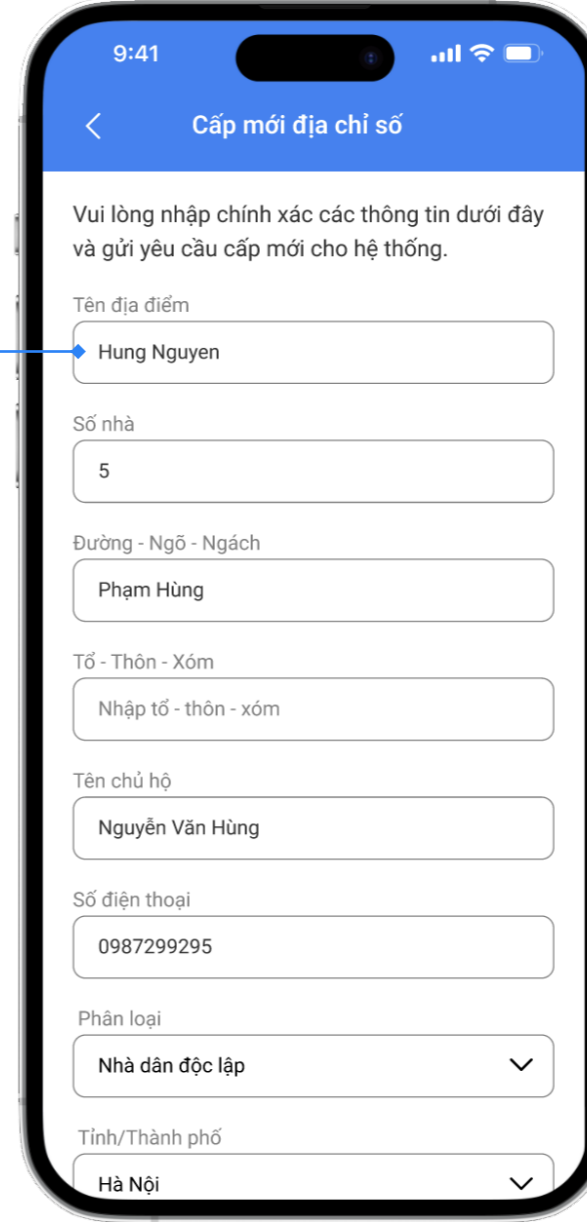 9:41
Cấp mới địa chỉ số
Vui lòng nhập chính xác các thông tin dưới đây
và gửi yêu cầu cấp mới cho hệ thống.
Tên địa điểm
Hung Nguyen
Số nhà
5
Đường - Ngõ - Ngách
Phạm Hùng
Tổ - Thôn - Xóm
Nhập tổ - thôn - xóm
Tên chủ hộ
Nguyễn Văn Hùng
Số điện thoại
0987299295
Phân loại
Nhà dân độc lập
Tỉnh/Thành phố
Hà Nội